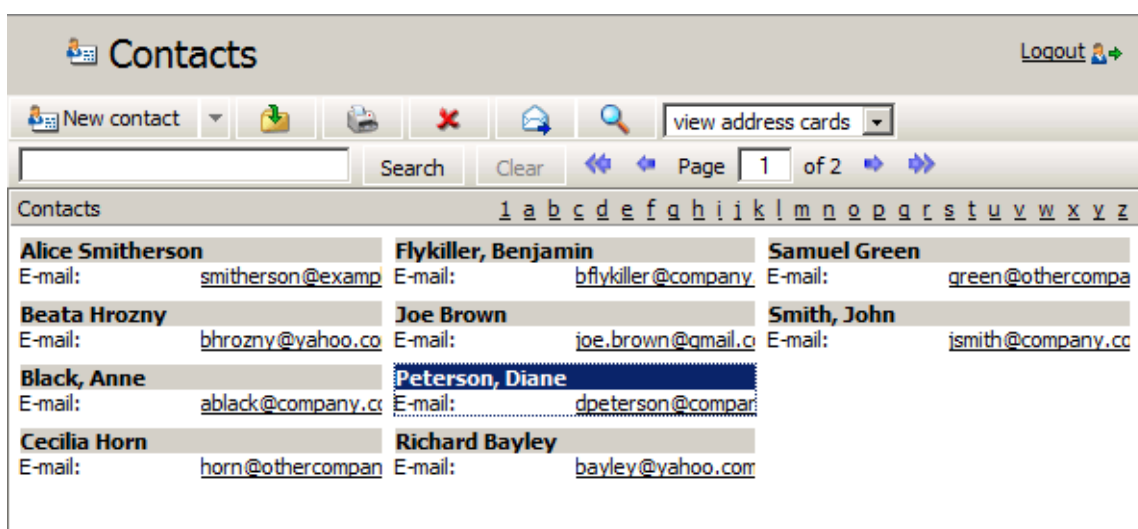 Contacts
Logout
New contact
view address cards
Search Clear Page 1 of 2
Contacts 1 a b c d e f g h i j k l m n o p q r s t u v w x y z
Alice Smitherson Flykiller, Benjamin Samuel Green
E-mail: smitherson@exampl E-mail: bflykiller@company. E-mail: green@othercompa
Beata Hrozny Joe Brown Smith, John
E-mail: bhrozny@yahoo.co E-mail: joe.brown@gmail.co E-mail: jsmith@company.co
Black, Anne Peterson, Diane
E-mail: ablack@company.co E-mail: dpeterson@compan
Cecilia Horn Richard Bayley
E-mail: horn@othercompan E-mail: bayley@yahoo.com